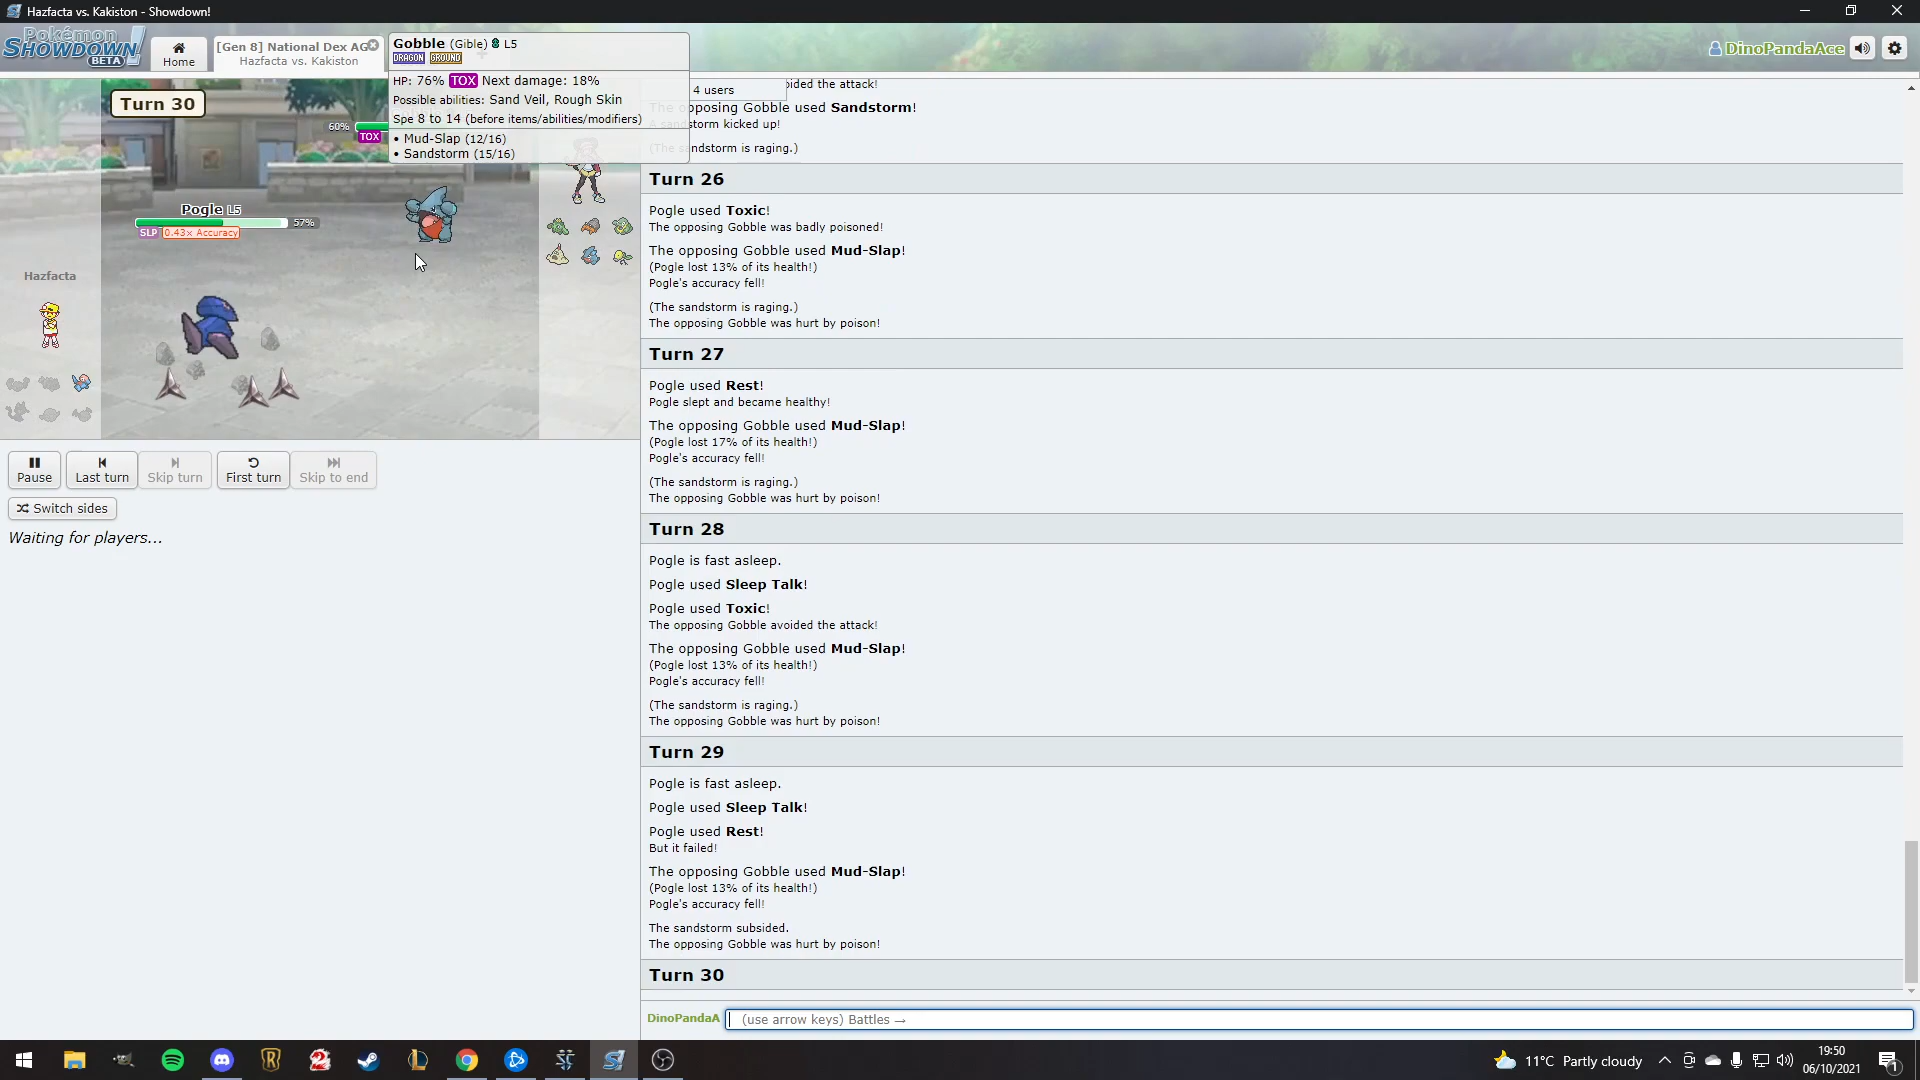 Hazfacta vs. Kakiston - Showdown!
Pokémon
SHOWDOWN!
BETA
Home
[Gen 8] National Dex AG
Hazfacta vs. Kakiston
Gobble (Gible) L5
DRAGON GROUND
HP: 76% TOX Next damage: 18%
Possible abilities: Sand Veil, Rough Skin
Spe 8 to 14 (before items/abilities/modifiers)
• Mud-Slap (12/16)
• Sandstorm (15/16)
DinoPandaAce
Turn 30
60%
TOX
Pogle L5
57%
SLP 0.43× Accuracy
Hazfacta
Pause
Last turn
Skip turn
First turn
Skip to end
Switch sides
Waiting for players...
4 users
oided the attack!
The opposing Gobble used Sandstorm!
A sandstorm kicked up!
(The sandstorm is raging.)
Turn 26
Pogle used Toxic!
The opposing Gobble was badly poisoned!
The opposing Gobble used Mud-Slap!
(Pogle lost 13% of its health!)
Pogle's accuracy fell!
(The sandstorm is raging.)
The opposing Gobble was hurt by poison!
Turn 27
Pogle used Rest!
Pogle slept and became healthy!
The opposing Gobble used Mud-Slap!
(Pogle lost 17% of its health!)
Pogle's accuracy fell!
(The sandstorm is raging.)
The opposing Gobble was hurt by poison!
Turn 28
Pogle is fast asleep.
Pogle used Sleep Talk!
Pogle used Toxic!
The opposing Gobble avoided the attack!
The opposing Gobble used Mud-Slap!
(Pogle lost 13% of its health!)
Pogle's accuracy fell!
(The sandstorm is raging.)
The opposing Gobble was hurt by poison!
Turn 29
Pogle is fast asleep.
Pogle used Sleep Talk!
Pogle used Rest!
But it failed!
The opposing Gobble used Mud-Slap!
(Pogle lost 13% of its health!)
Pogle's accuracy fell!
The sandstorm subsided.
The opposing Gobble was hurt by poison!
Turn 30
DinoPandaA
(use arrow keys) Battles →
11°C Partly cloudy
19:50
06/10/2021
1